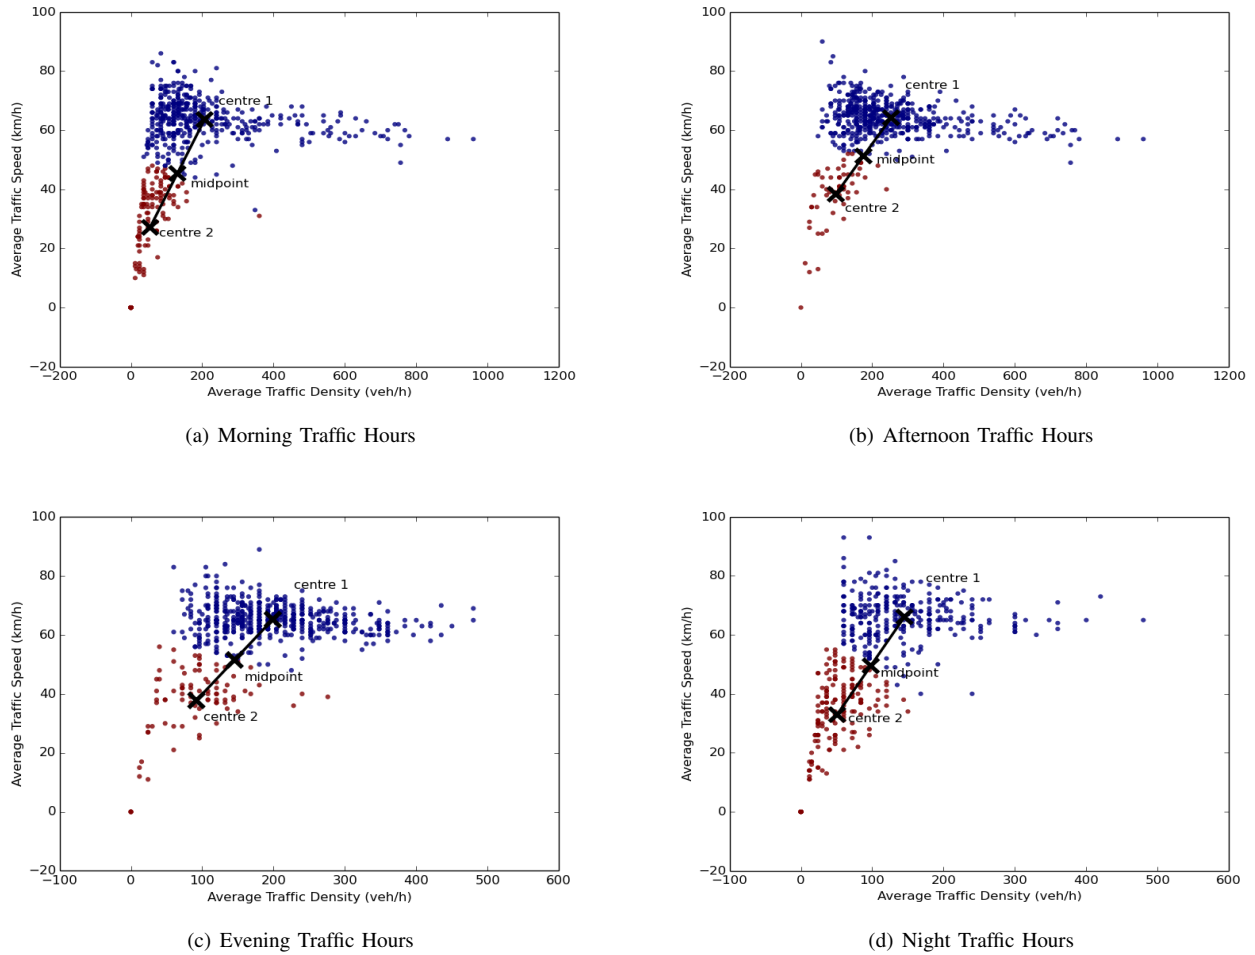 100
80
60
40
20
0
−20
−200 0 200 400 600 800 1000 1200
Average Traffic Speed (km/h)
Average Traffic Density (veh/h)
centre 1
midpoint
centre 2
(a) Morning Traffic Hours
100
80
60
40
20
0
−20
−200 0 200 400 600 800 1000 1200
Average Traffic Speed (km/h)
Average Traffic Density (veh/h)
centre 1
midpoint
centre 2
(b) Afternoon Traffic Hours
100
80
60
40
20
0
−20
−100 0 100 200 300 400 500 600
Average Traffic Speed (km/h)
Average Traffic Density (veh/h)
centre 1
midpoint
centre 2
(c) Evening Traffic Hours
100
80
60
40
20
0
−20
−100 0 100 200 300 400 500 600
Average Traffic Speed (km/h)
Average Traffic Density (veh/h)
centre 1
midpoint
centre 2
(d) Night Traffic Hours